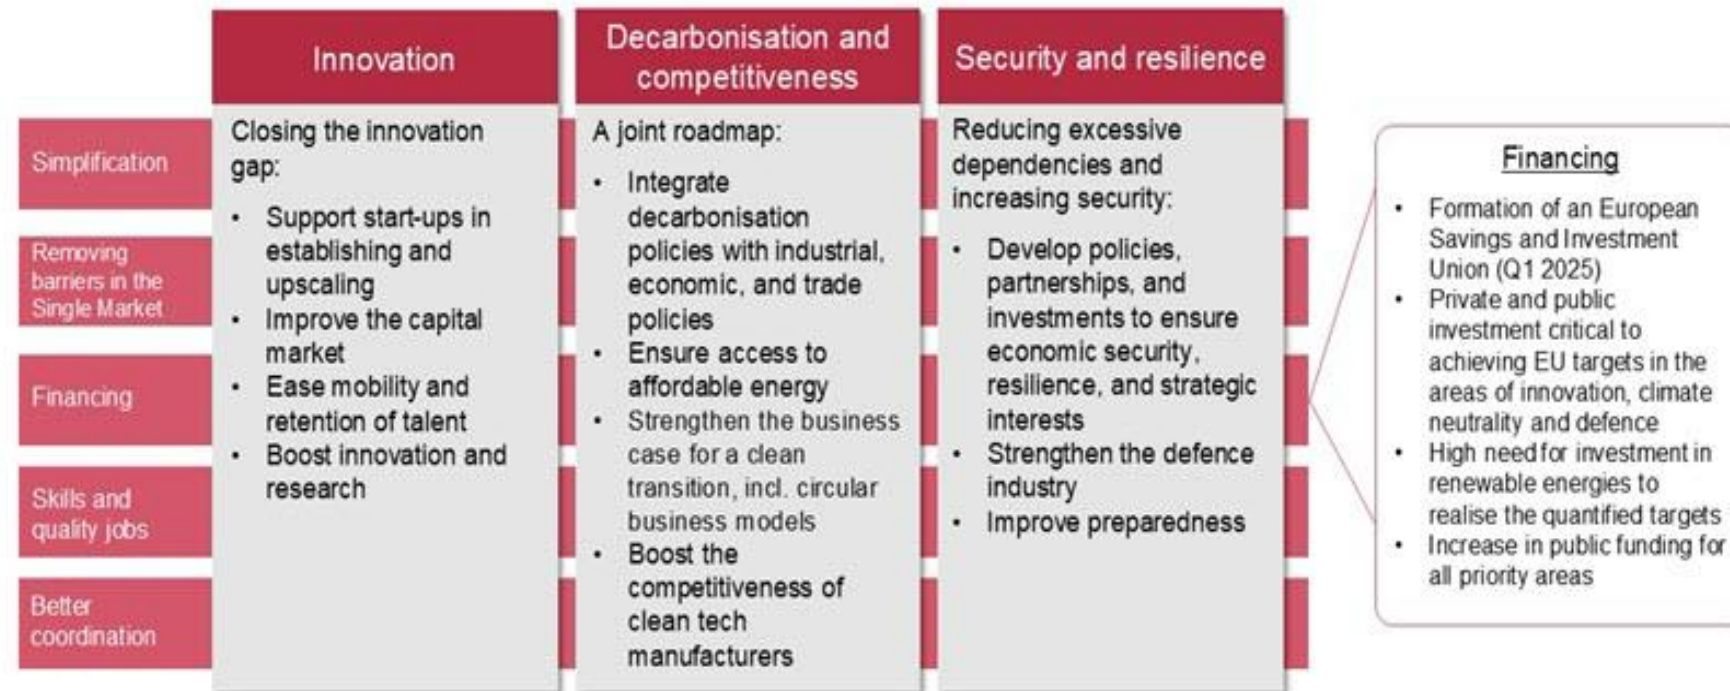 Innovation
Decarbonisation and
competitiveness
Security and resilience
Simplification
Removing
barriers in the
Single Market
Financing
Skills and
quality jobs
Better
coordination
Closing the innovation
gap:
• Support start-ups in
establishing and
upscaling
• Improve the capital
market
• Ease mobility and
retention of talent
• Boost innovation and
research
A joint roadmap:
• Integrate
decarbonisation
policies with industrial,
economic, and trade
policies
• Ensure access to
affordable energy
• Strengthen the business
case for a clean
transition, incl. circular
business models
• Boost the
competitiveness of
clean tech
manufacturers
Reducing excessive
dependencies and
increasing security:
• Develop policies,
partnerships, and
investments to ensure
economic security,
resilience, and strategic
interests
• Strengthen the defence
industry
• Improve preparedness
Financing
• Formation of an European
Savings and Investment
Union (Q1 2025)
• Private and public
investment critical to
achieving EU targets in the
areas of innovation, climate
neutrality and defence
• High need for investment in
renewable energies to
realise the quantified targets
• Increase in public funding for
all priority areas